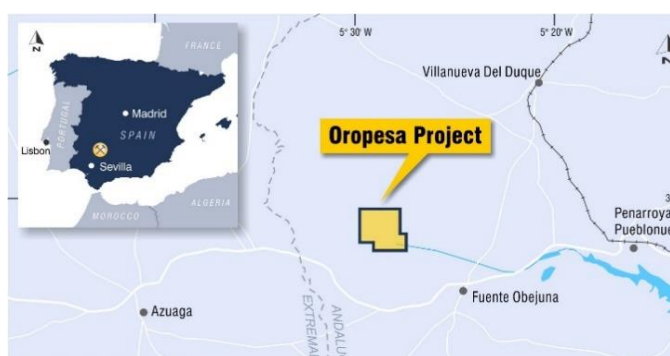 5° 30' W
5° 20' W
N
N
FRANCE
Madrid
SPAIN
PORTUGAL
Lisbon
Sevilla
MOROCCO
ALGERIA
Villanueva Del Duque
Oropesa Project
Penarroya
Pueblonue
Fuente Obejuna
Azuaga
ANDALU
EXTREMA